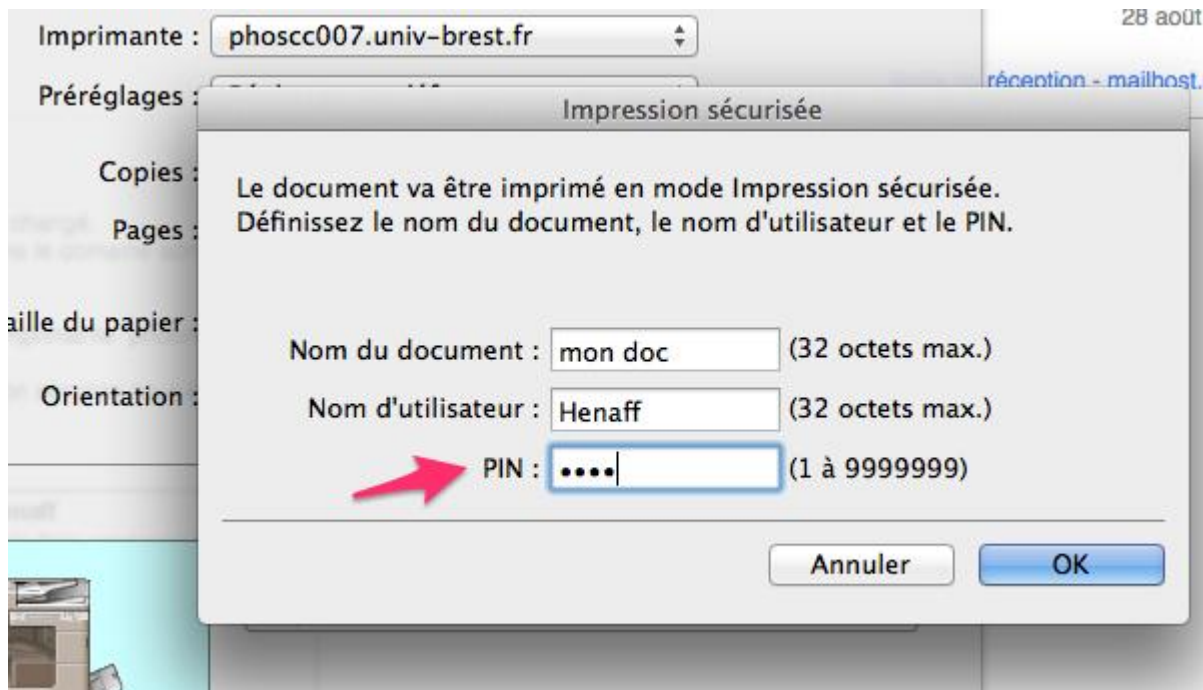 28 août
Imprimante : phoscc007.univ-brest.fr
réception - mailhost.
Préréglages :
Impression sécurisée
Copies :
Le document va être imprimé en mode Impression sécurisée.
Pages :
Définissez le nom du document, le nom d'utilisateur et le PIN.
aille du papier :
Nom du document : mon doc (32 octets max.)
Orientation :
Nom d'utilisateur : Henaff (32 octets max.)
PIN : •••• (1 à 9999999)
Annuler
OK